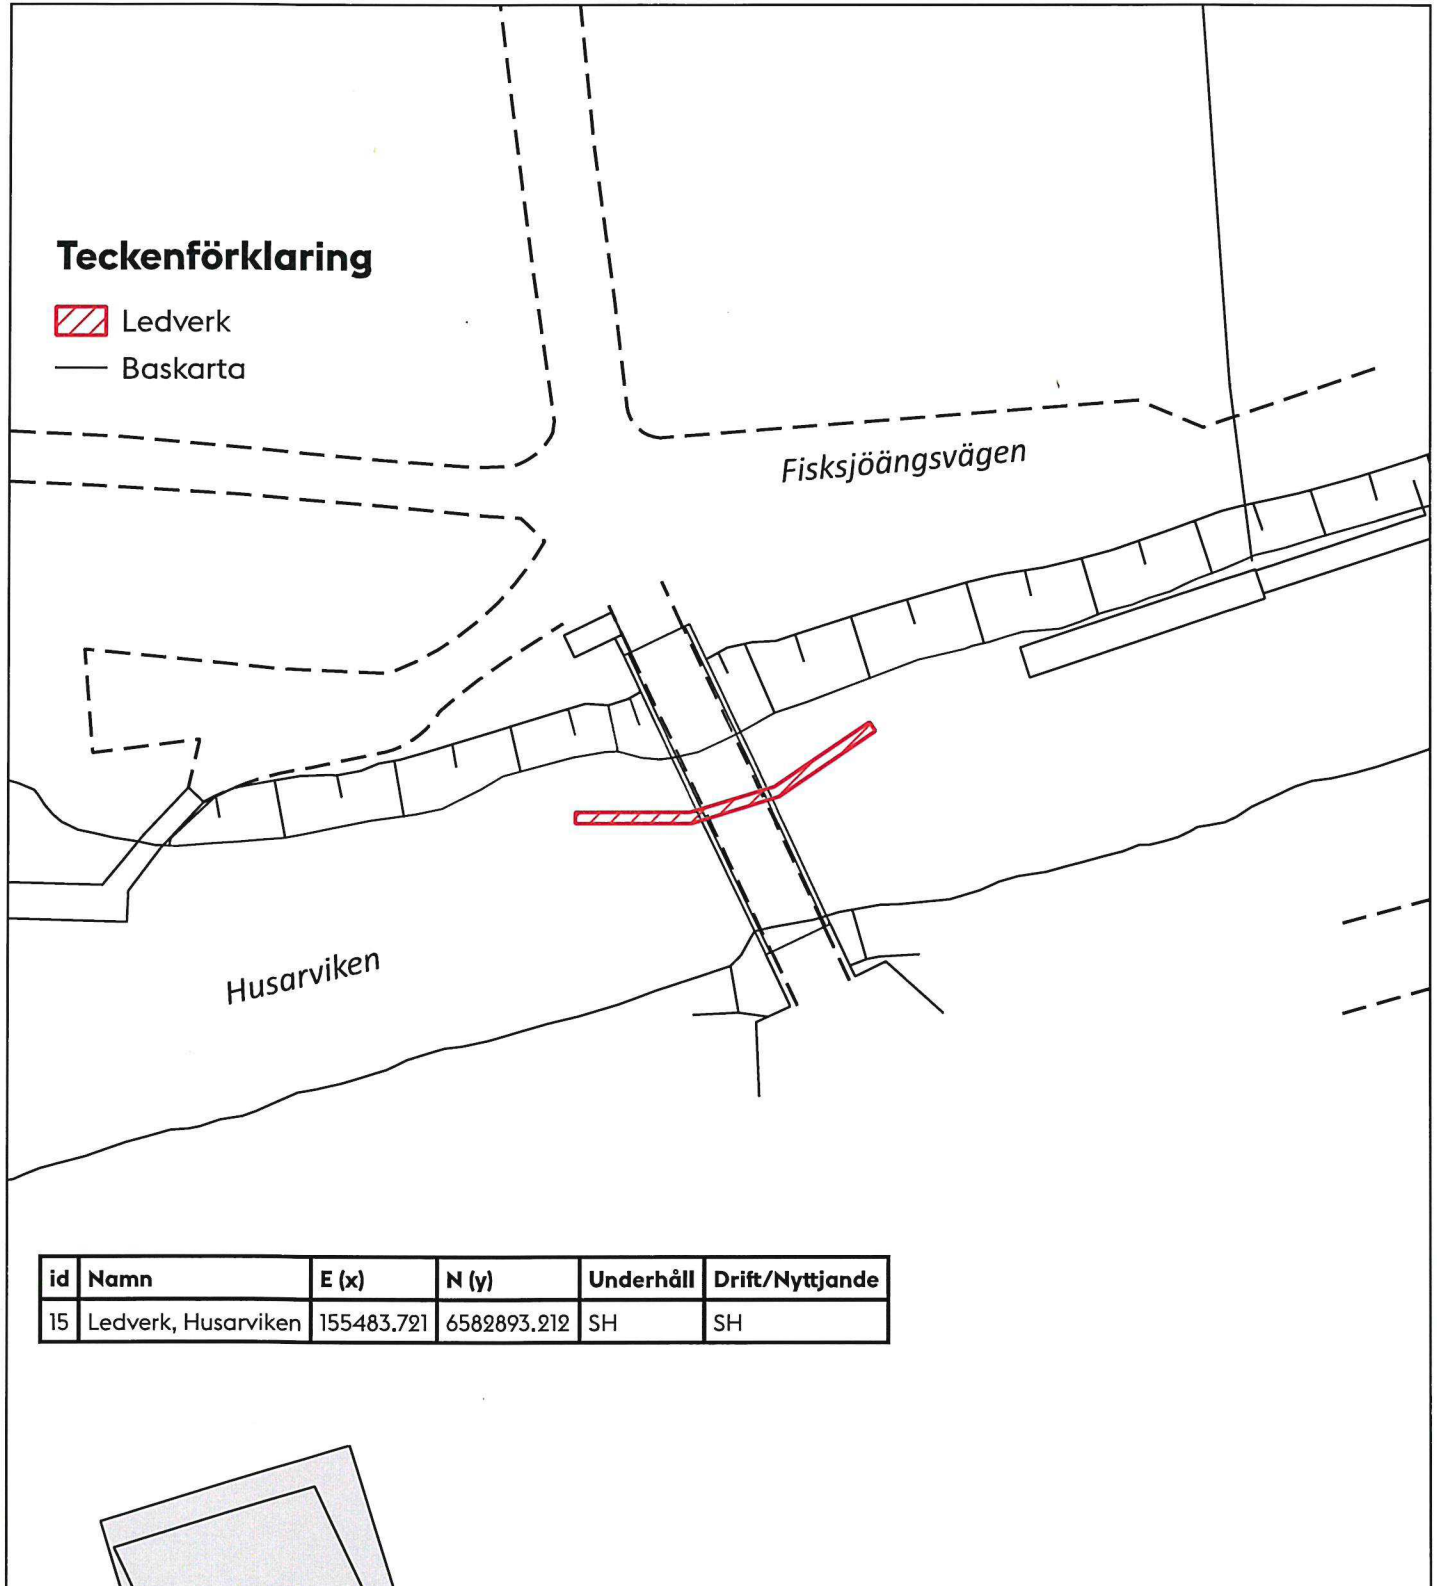 Teckenförklaring
Ledverk
Baskarta
Fisksjöängsvägen
Husarviken
id Namn E (x) N (y) Underhåll Drift/Nyttjande
15 Ledverk, Husarviken 155483.721 6582893.212 SH SH